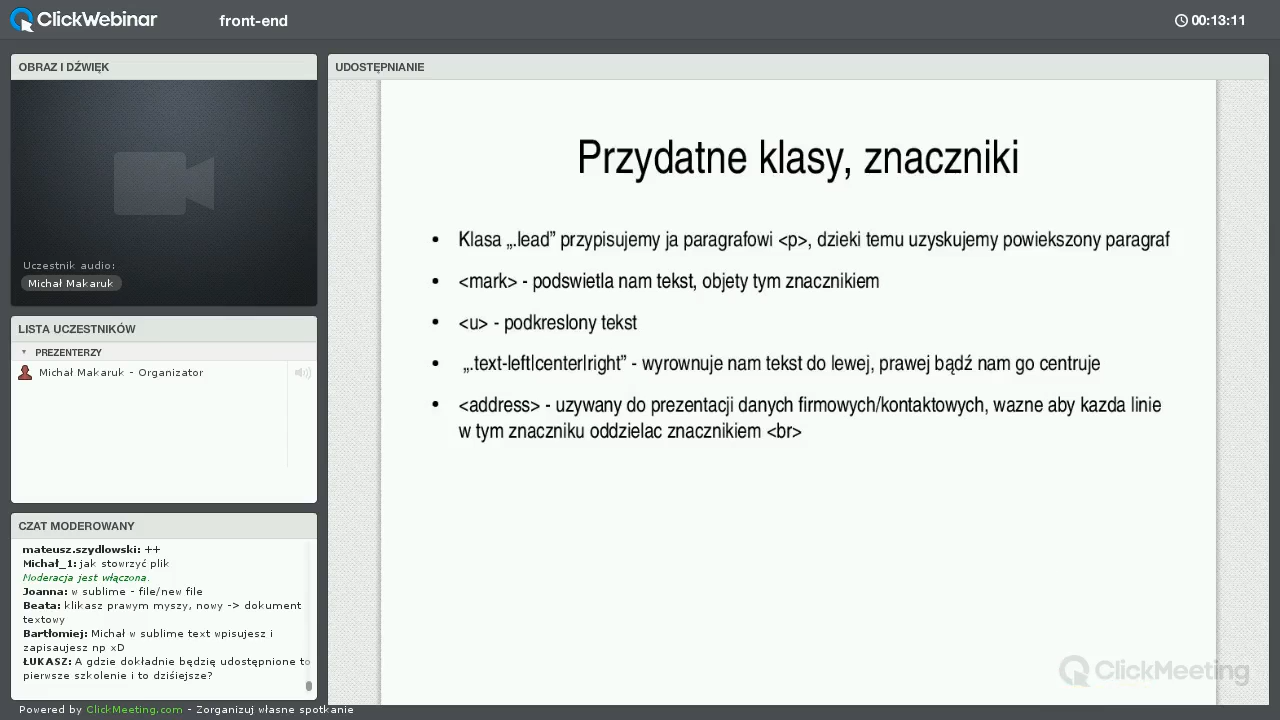 ClickWebinar
front-end
00:13:11
OBRAZ I DŹWIĘK
Uczestnik audio:
Michał Makaruk
LISTA UCZESTNIKÓW
PREZENTERZY
Michał Makaruk - Organizator
CZAT MODEROWANY
mateusz.szydlowski: ++
Michał_I: jak stworzyć plik
Moderacja jest włączona.
Joanna: w sublime - file/new file
Beata: klikasz prawym myszy, nowy -> dokument
textowy
Bartłomiej: Michał w sublime text wpisujesz i
zapisujesz mu xD
ŁUKASZ: A gdzie dokładnie będzię udostępnione to
pierwsze szkolenie i to dzisiejsze?
UDOSTĘPNIANIE
Przydatne klasy, znaczniki
• Klasa „.lead” przypisujemy ja paragrafowi <p>, dzieki temu uzyskujemy powiekszony paragraf
• <mark> - podswietla nam tekst, objety tym znacznikiem
• <u> - podkreslony tekst
• „.text-left|center|right” - wyrownuje nam tekst do lewej, prawej bądź nam go centruje
• <address> - uzywany do prezentacji danych firmowych/kontaktowych, wazne aby kazda linie
w tym znaczniku oddzielac znacznikiem <br>
ClickMeeting
Powered by ClickMeeting.com - Zorganizuj własne spotkanie